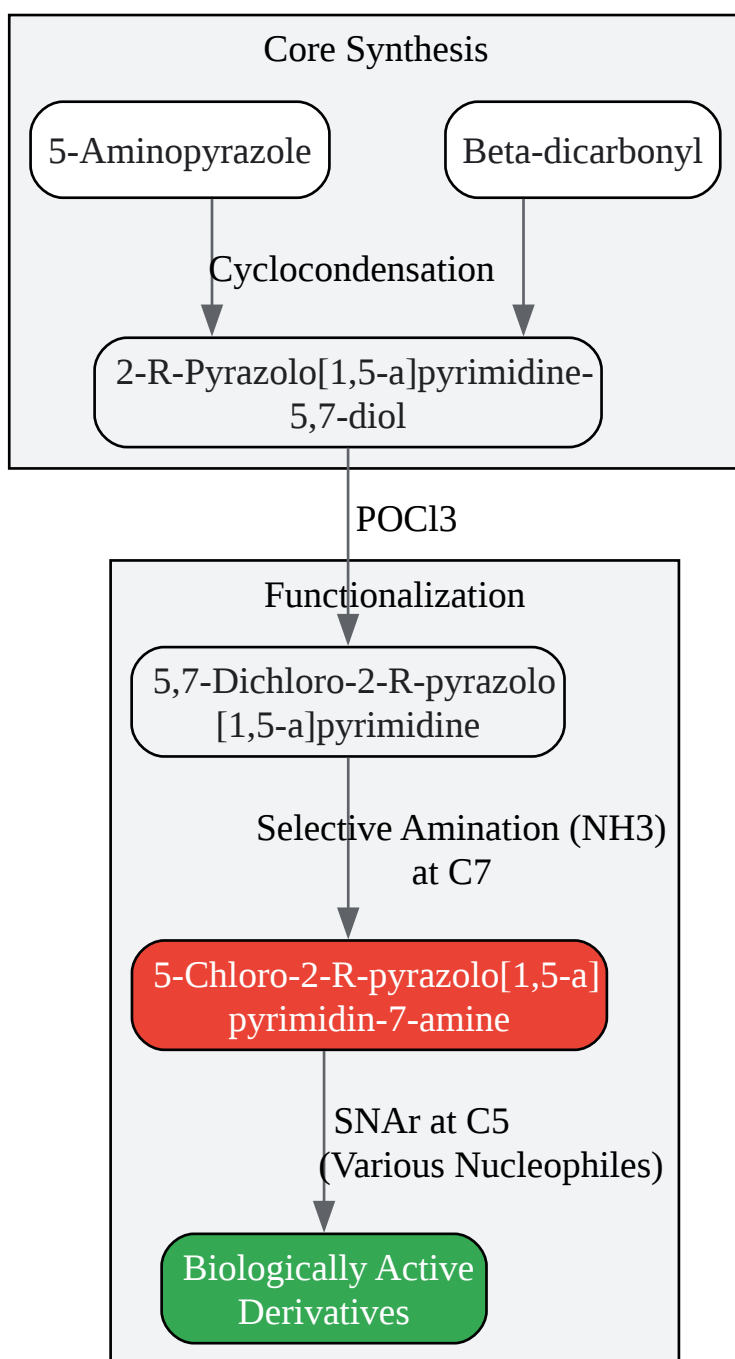 Core Synthesis
5-Aminopyrazole
Beta-dicarbonyl
Cyclocondensation
2-R-Pyrazolo[1,5-a]pyrimidine-
5,7-diol
POCl3
Functionalization
5,7-Dichloro-2-R-pyrazolo
[1,5-a]pyrimidine
Selective Amination (NH3)
at C7
5-Chloro-2-R-pyrazolo[1,5-a]
pyrimidin-7-amine
SNAr at C5
(Various Nucleophiles)
Biologically Active
Derivatives